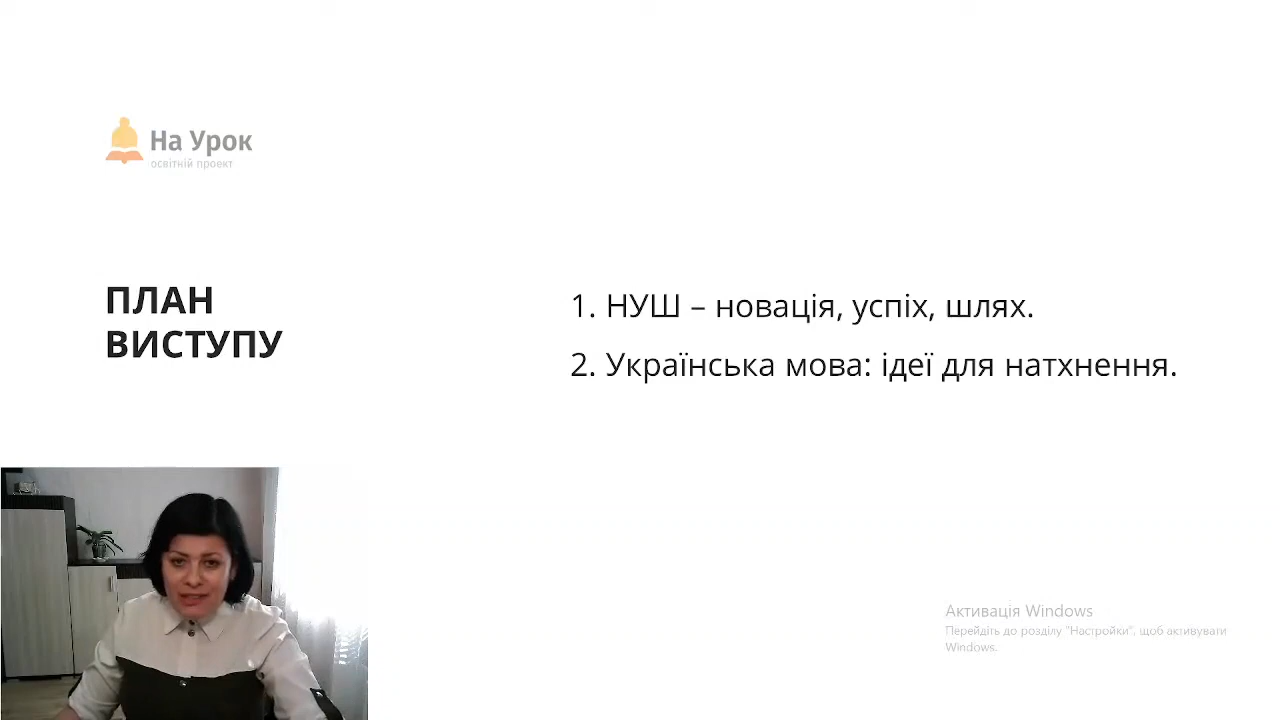 На Урок
освітній проект
ПЛАН
ВИСТУПУ
1. НУШ – новація, успіх, шлях.
2. Українська мова: ідеї для натхнення.
Активація Windows
Перейдіть до розділу "Настройки", щоб активувати
Windows.